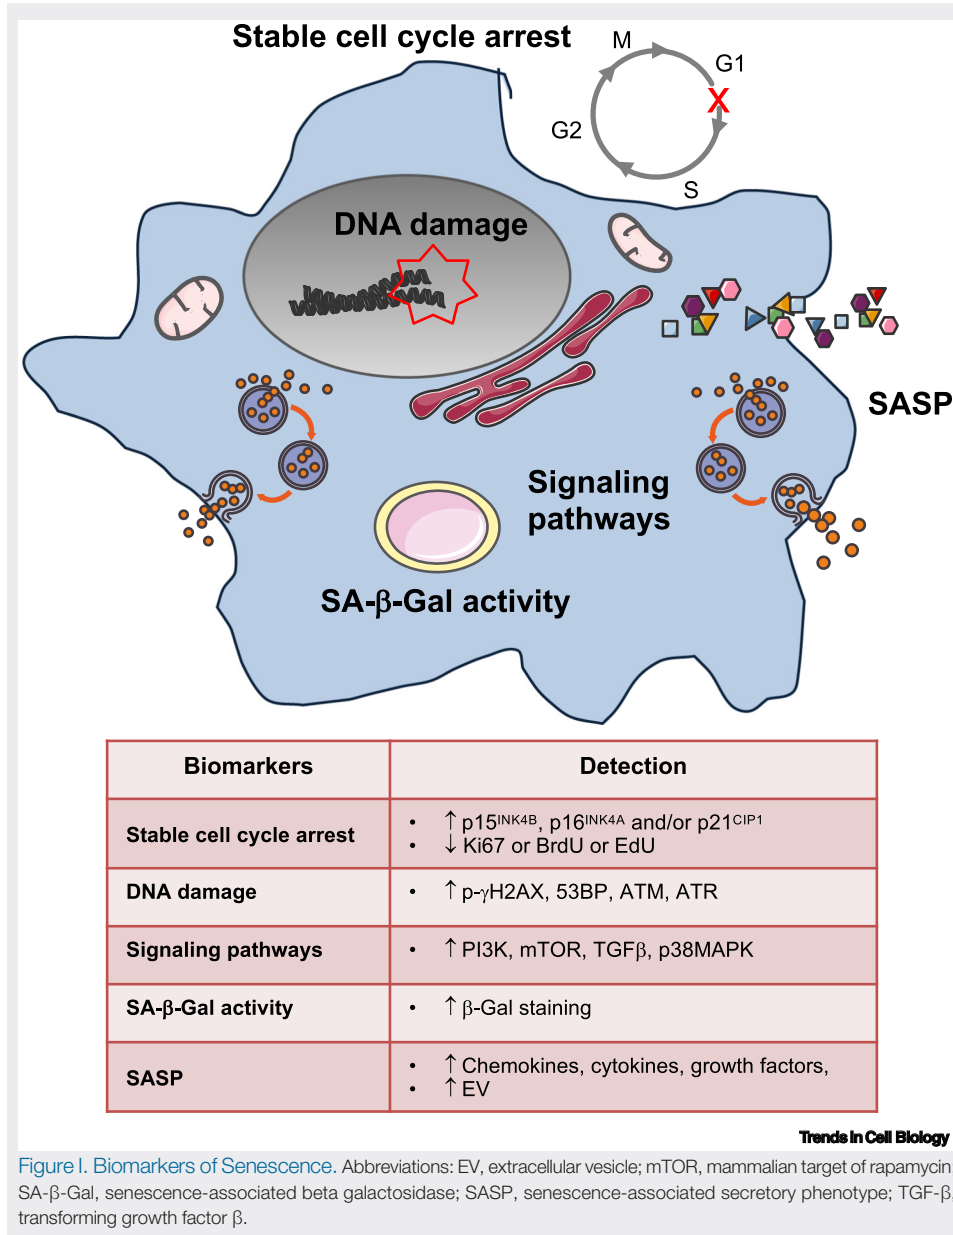 Stable cell cycle arrest
M
G1
X
G2
S
DNA damage
SASP
Signaling
pathways
SA-β-Gal activity
Biomarkers Detection
Stable cell cycle arrest
• ↑ p15INK4B, p16INK4A and/or p21CIP1
• ↓ Ki67 or BrdU or EdU
DNA damage • ↑ p-γH2AX, 53BP, ATM, ATR
Signaling pathways • ↑ PI3K, mTOR, TGFβ, p38MAPK
SA-β-Gal activity • ↑ β-Gal staining
SASP
• ↑ Chemokines, cytokines, growth factors,
• ↑ EV
Trends in Cell Biology
Figure I. Biomarkers of Senescence. Abbreviations: EV, extracellular vesicle; mTOR, mammalian target of rapamycin;
SA-β-Gal, senescence-associated beta galactosidase; SASP, senescence-associated secretory phenotype; TGF-β,
transforming growth factor β.